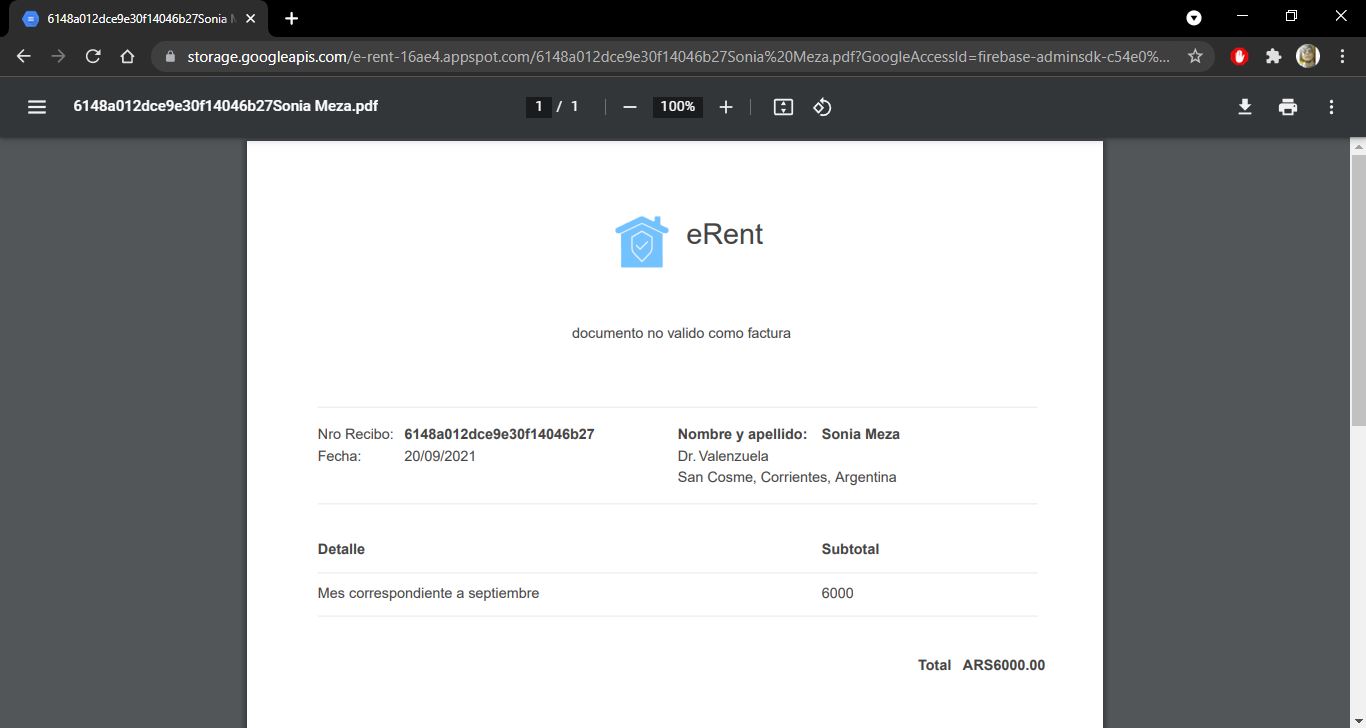 6148a012dce9e30f14046b27Sonia
storage.googleapis.com/e-rent-16ae4.appspot.com/6148a012dce9e30f14046b27Sonia%20Meza.pdf?GoogleAccessId=firebase-adminsdk-c54e0%...
6148a012dce9e30f14046b27Sonia Meza.pdf
1 / 1
100%
eRent
documento no valido como factura
Nro Recibo: 6148a012dce9e30f14046b27
Nombre y apellido: Sonia Meza
Fecha: 20/09/2021
Dr. Valenzuela
San Cosme, Corrientes, Argentina
Detalle Subtotal
Mes correspondiente a septiembre 6000
Total ARS6000.00